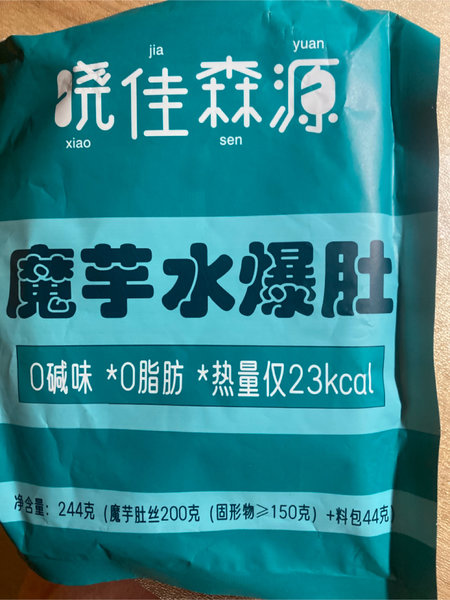 jia yuan
晓佳森源
xiao sen
魔芋水爆肚
0碱味 *0脂肪 *热量仅23kcal
净含量：244克（魔芋肚丝200克（固形物≥150克）+料包44克）